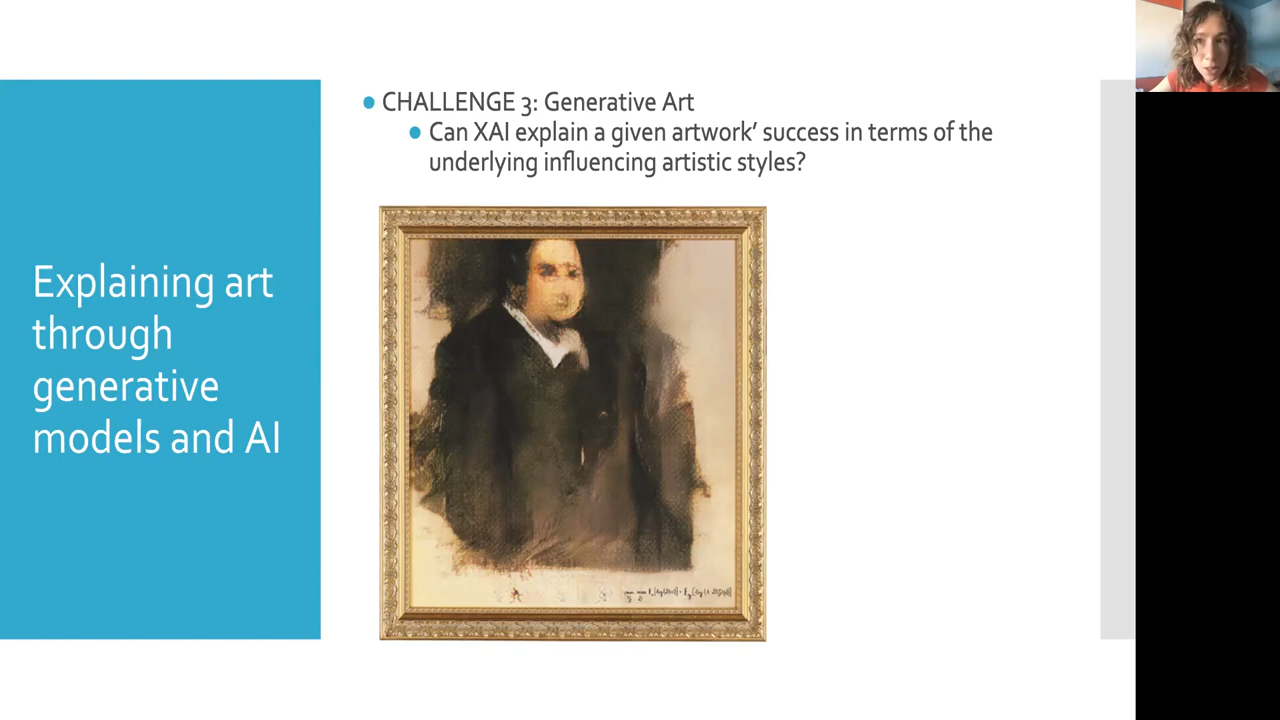 Explaining art
through
generative
models and AI
CHALLENGE 3: Generative Art
Can XAI explain a given artwork’ success in terms of the
underlying influencing artistic styles?